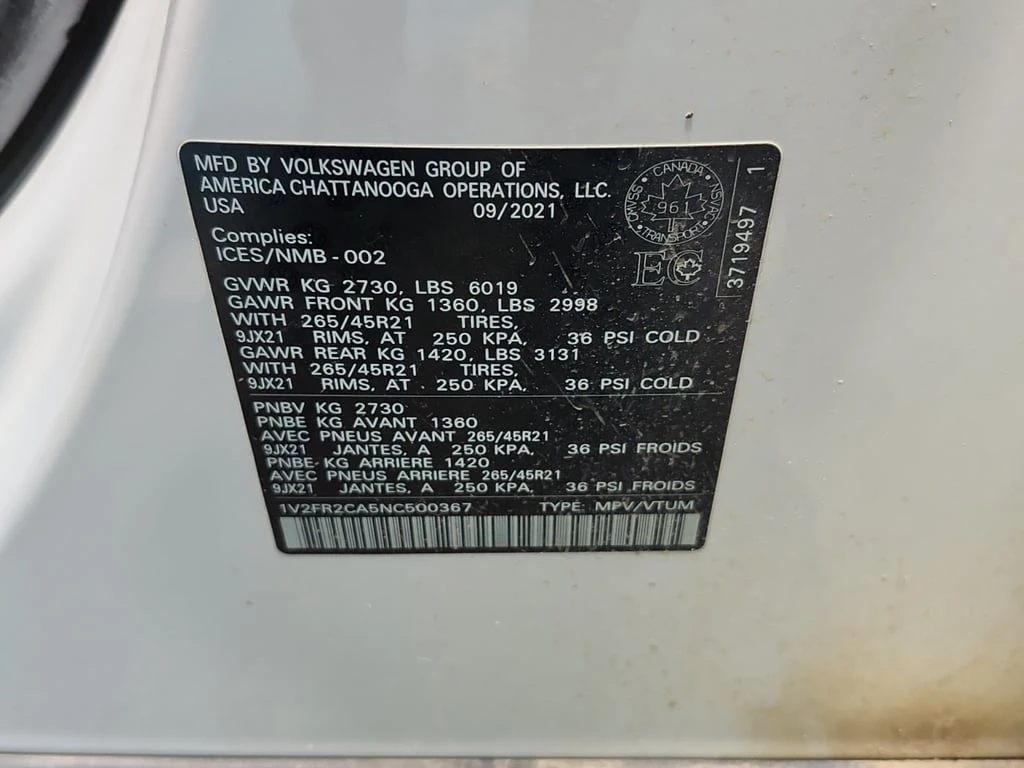 MFD BY VOLKSWAGEN GROUP OF
AMERICA CHATTANOOGA OPERATIONS, LLC.
USA 09/2021
Complies:
ICES/NMB-002
GVWR KG 2730, LBS 6019
GAWR FRONT KG 1360, LBS 2998
WITH 265/45R21 TIRES,
9JX21 RIMS, AT 250 KPA, 36 PSI COLD
GAWR REAR KG 1420, LBS 3131
WITH 265/45R21 TIRES,
9JX21 RIMS, AT 250 KPA, 36 PSI COLD
CANADA
CMVSS NSVAC
961
T
TRANSPORT
EC
3719497 1
PNBV KG 2730
PNBE KG AVANT 1360
AVEC PNEUS AVANT 265/45R21
9JX21 JANTES, A 250 KPA, 36 PSI FROIDS
PNBE KG ARRIERE 1420
AVEC PNEUS ARRIERE 265/45R21
9JX21 JANTES, A 250 KPA, 36 PSI FROIDS
1V2FR2CA5NC500367 TYPE: MPV/VTUM